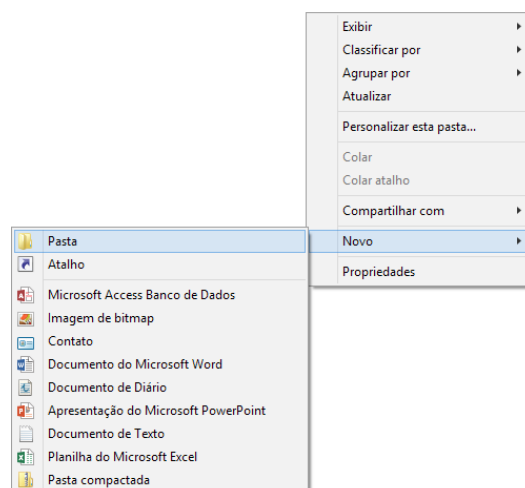 Exibir
Classificar por
Agrupar por
Atualizar
Personalizar esta pasta...
Colar
Colar atalho
Compartilhar com
Novo
Propriedades
Pasta
Atalho
Microsoft Access Banco de Dados
Imagem de bitmap
Contato
Documento do Microsoft Word
Documento de Diário
Apresentação do Microsoft PowerPoint
Documento de Texto
Planilha do Microsoft Excel
Pasta compactada